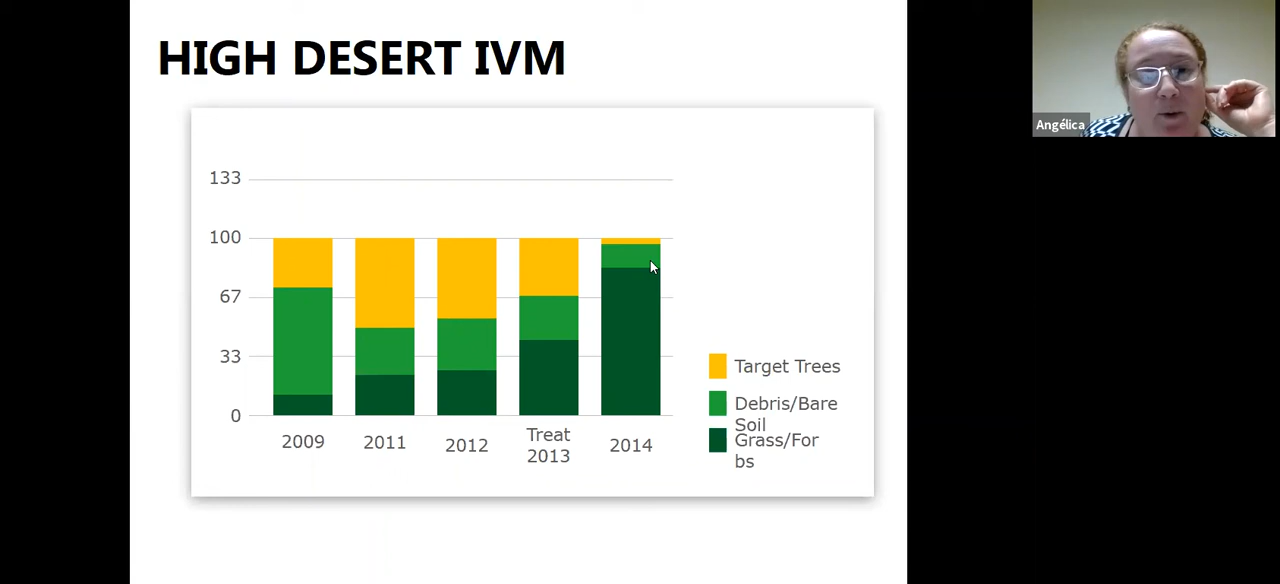 HIGH DESERT IVM
Angélica
133
100
67
33
0
2009
2011
2012
Treat
2013
2014
Target Trees
Debris/Bare
Soil
Grass/For
bs